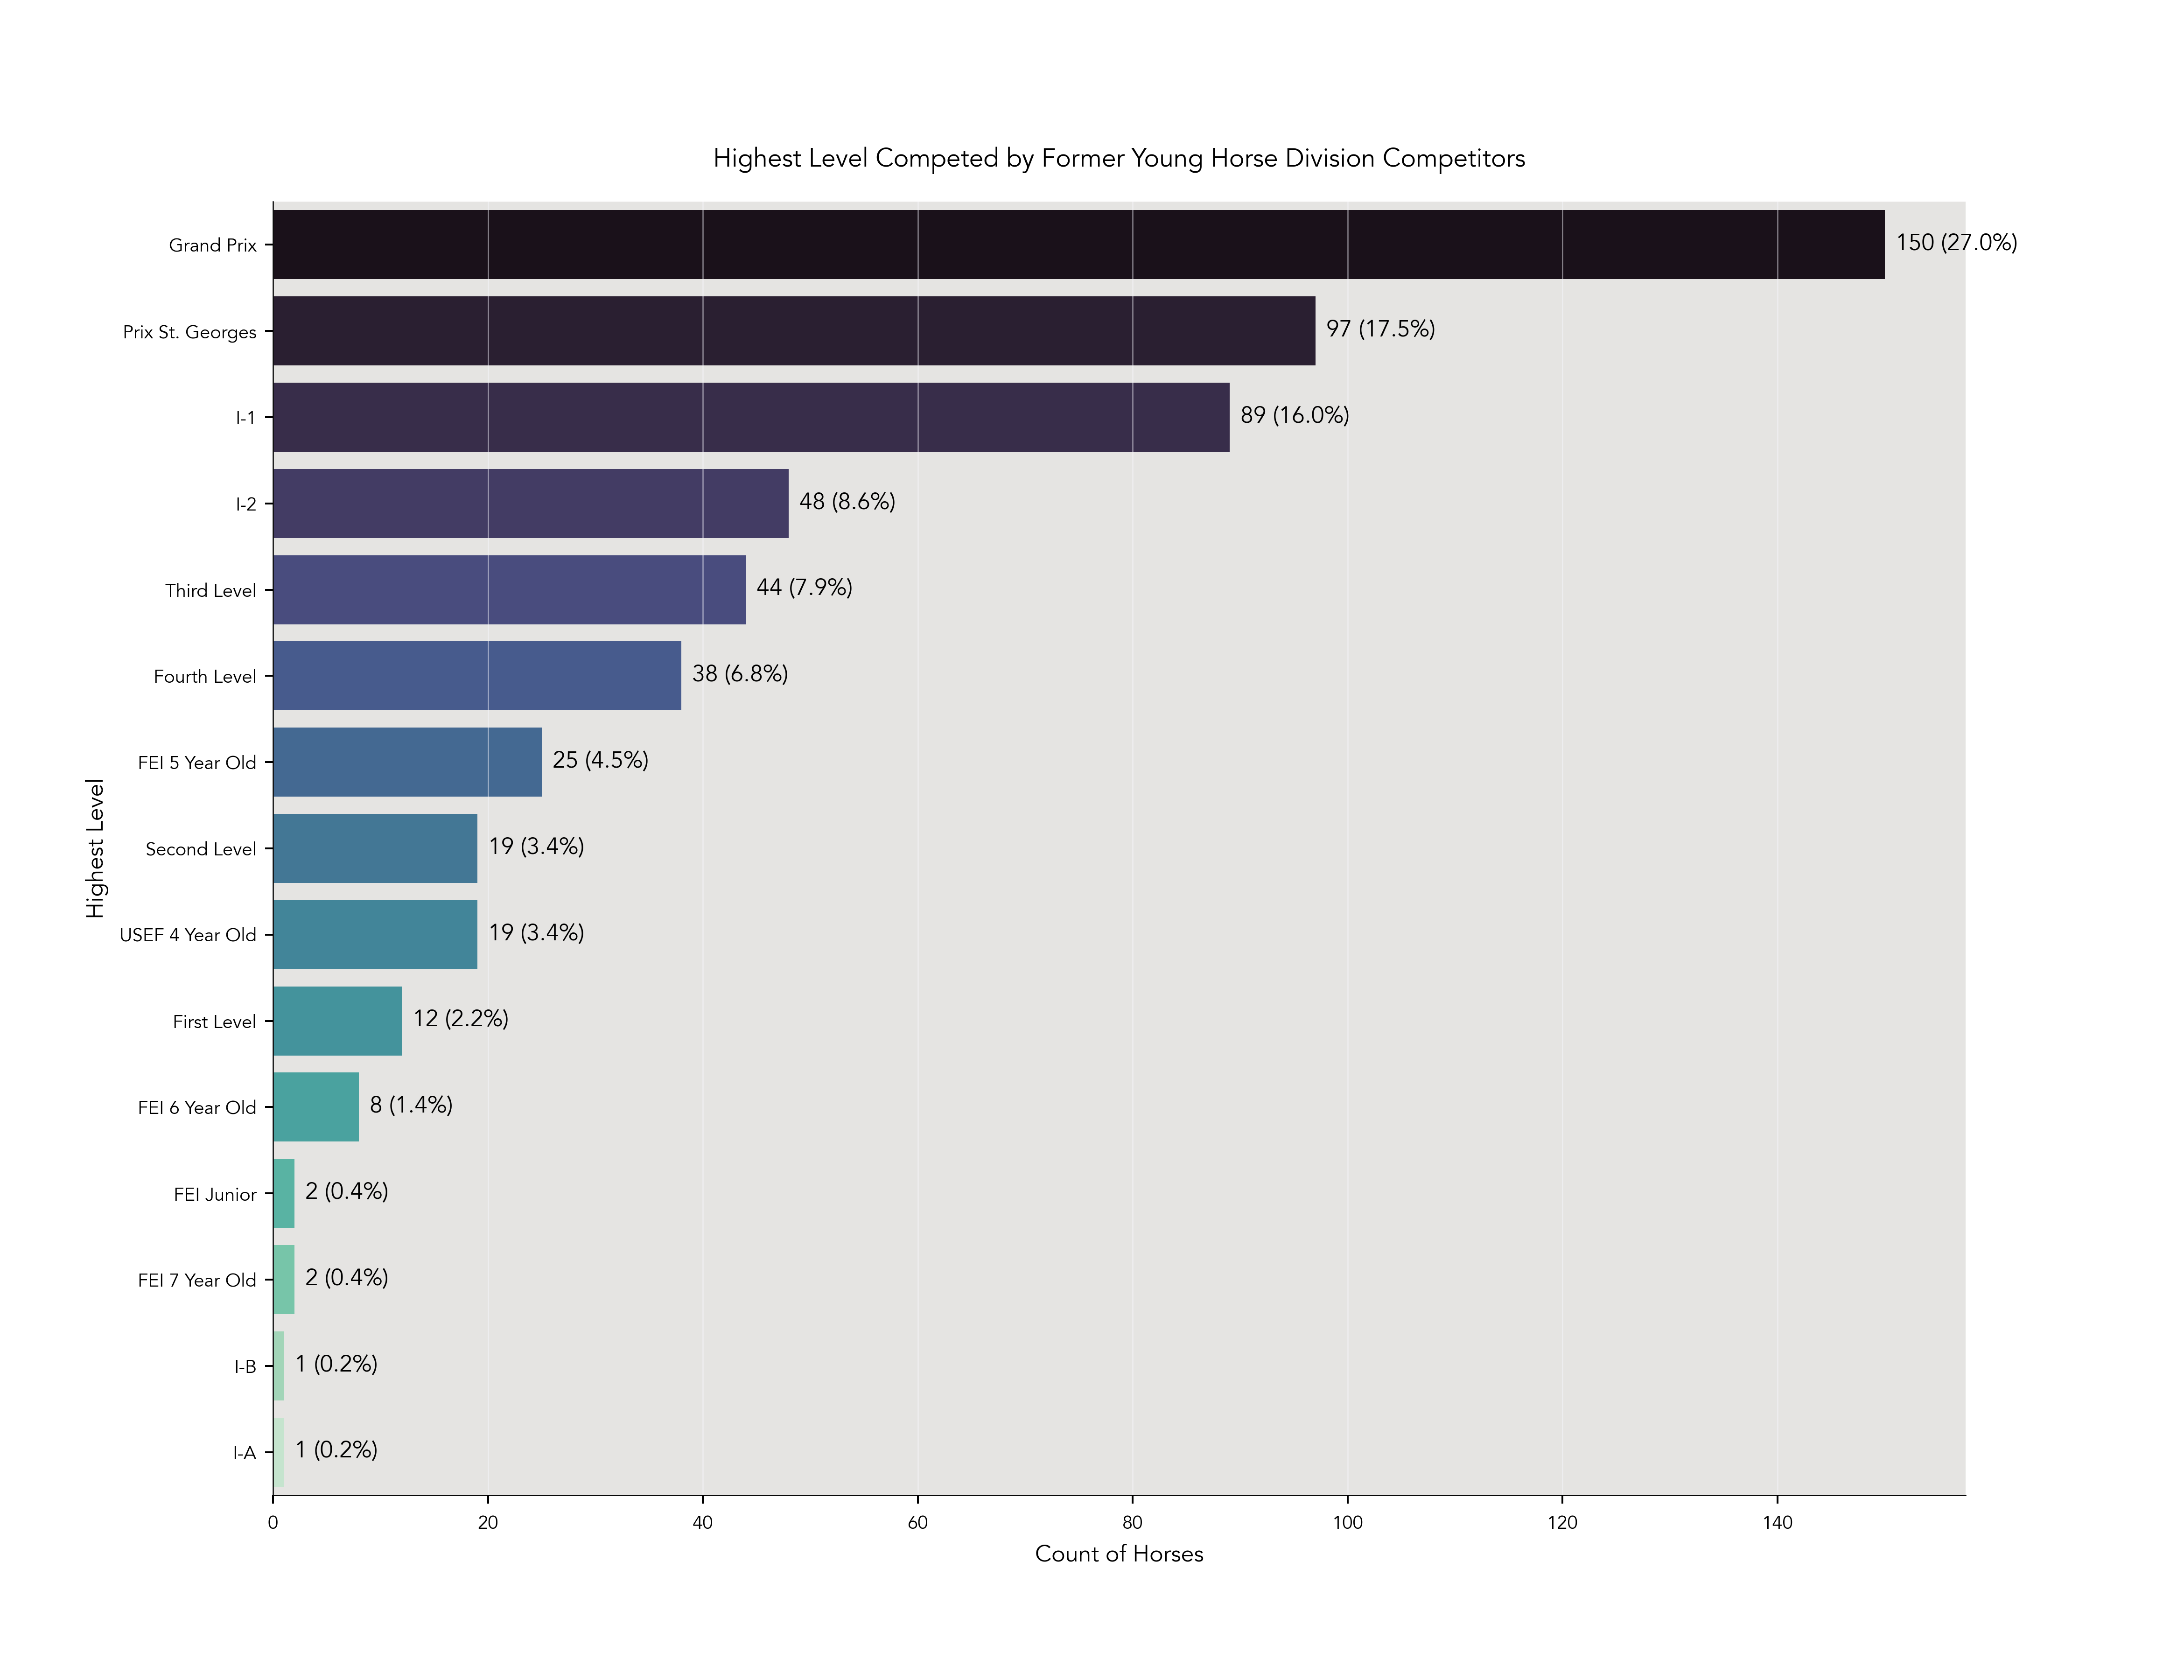 Highest Level Competed by Former Young Horse Division Competitors
Highest Level
Grand Prix
150 (27.0%)
Prix St. Georges
97 (17.5%)
I-1
89 (16.0%)
I-2
48 (8.6%)
Third Level
44 (7.9%)
Fourth Level
38 (6.8%)
FEI 5 Year Old
25 (4.5%)
Second Level
19 (3.4%)
USEF 4 Year Old
19 (3.4%)
First Level
12 (2.2%)
FEI 6 Year Old
8 (1.4%)
FEI Junior
2 (0.4%)
FEI 7 Year Old
2 (0.4%)
I-B
1 (0.2%)
I-A
1 (0.2%)
0 20 40 60 80 100 120 140
Count of Horses